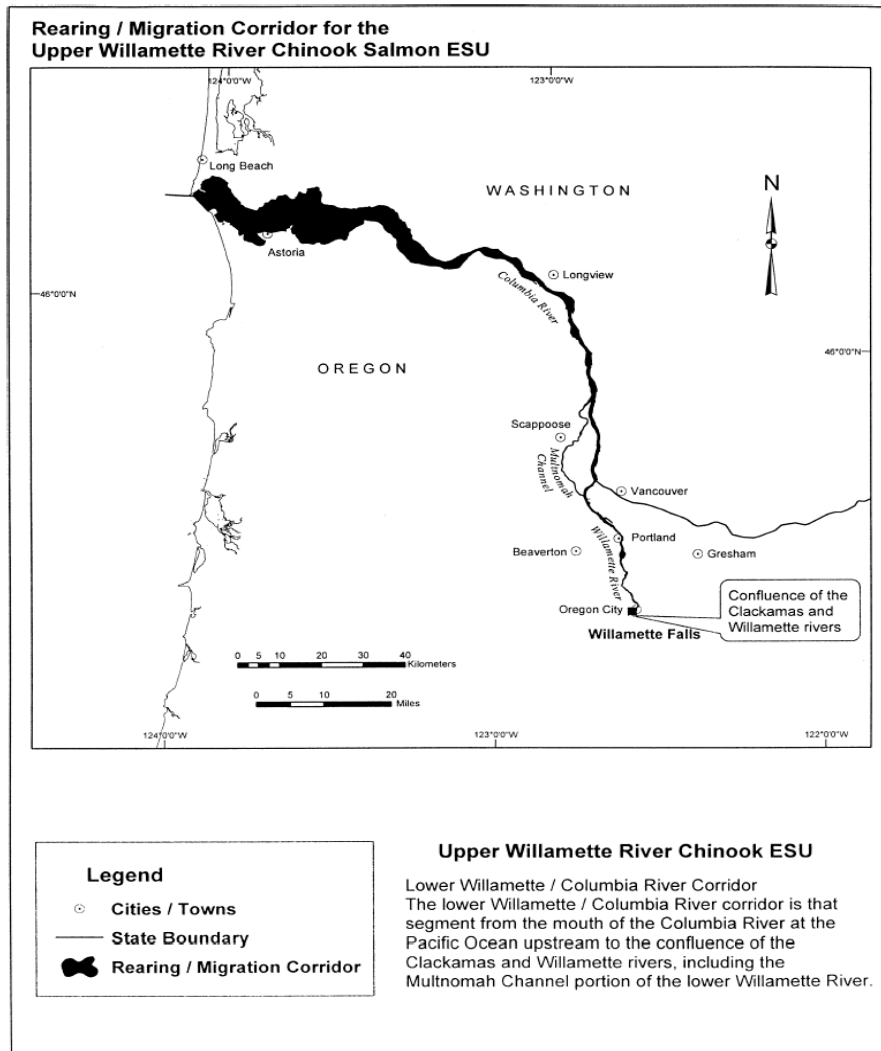 Rearing / Migration Corridor for the
Upper Willamette River Chinook Salmon ESU
124°0'0"W
123°0'0"W
Long Beach
WASHINGTON
N
Astoria
Longview
Columbia River
46°0'0"N
46°0'0"N
OREGON
Scappoose
Multnomah
Channel
Vancouver
Willamette River
Portland
Beaverton
Gresham
Confluence of the
Clackamas and
Willamette rivers
Oregon City
Willamette Falls
0 5 10 20 30 40
Kilometers
0 5 10 20
Miles
124°0'0"W
123°0'0"W
122°0'0"W
Legend
Cities / Towns
State Boundary
Rearing / Migration Corridor
Upper Willamette River Chinook ESU
Lower Willamette / Columbia River Corridor
The lower Willamette / Columbia River corridor is that
segment from the mouth of the Columbia River at the
Pacific Ocean upstream to the confluence of the
Clackamas and Willamette rivers, including the
Multnomah Channel portion of the lower Willamette River.